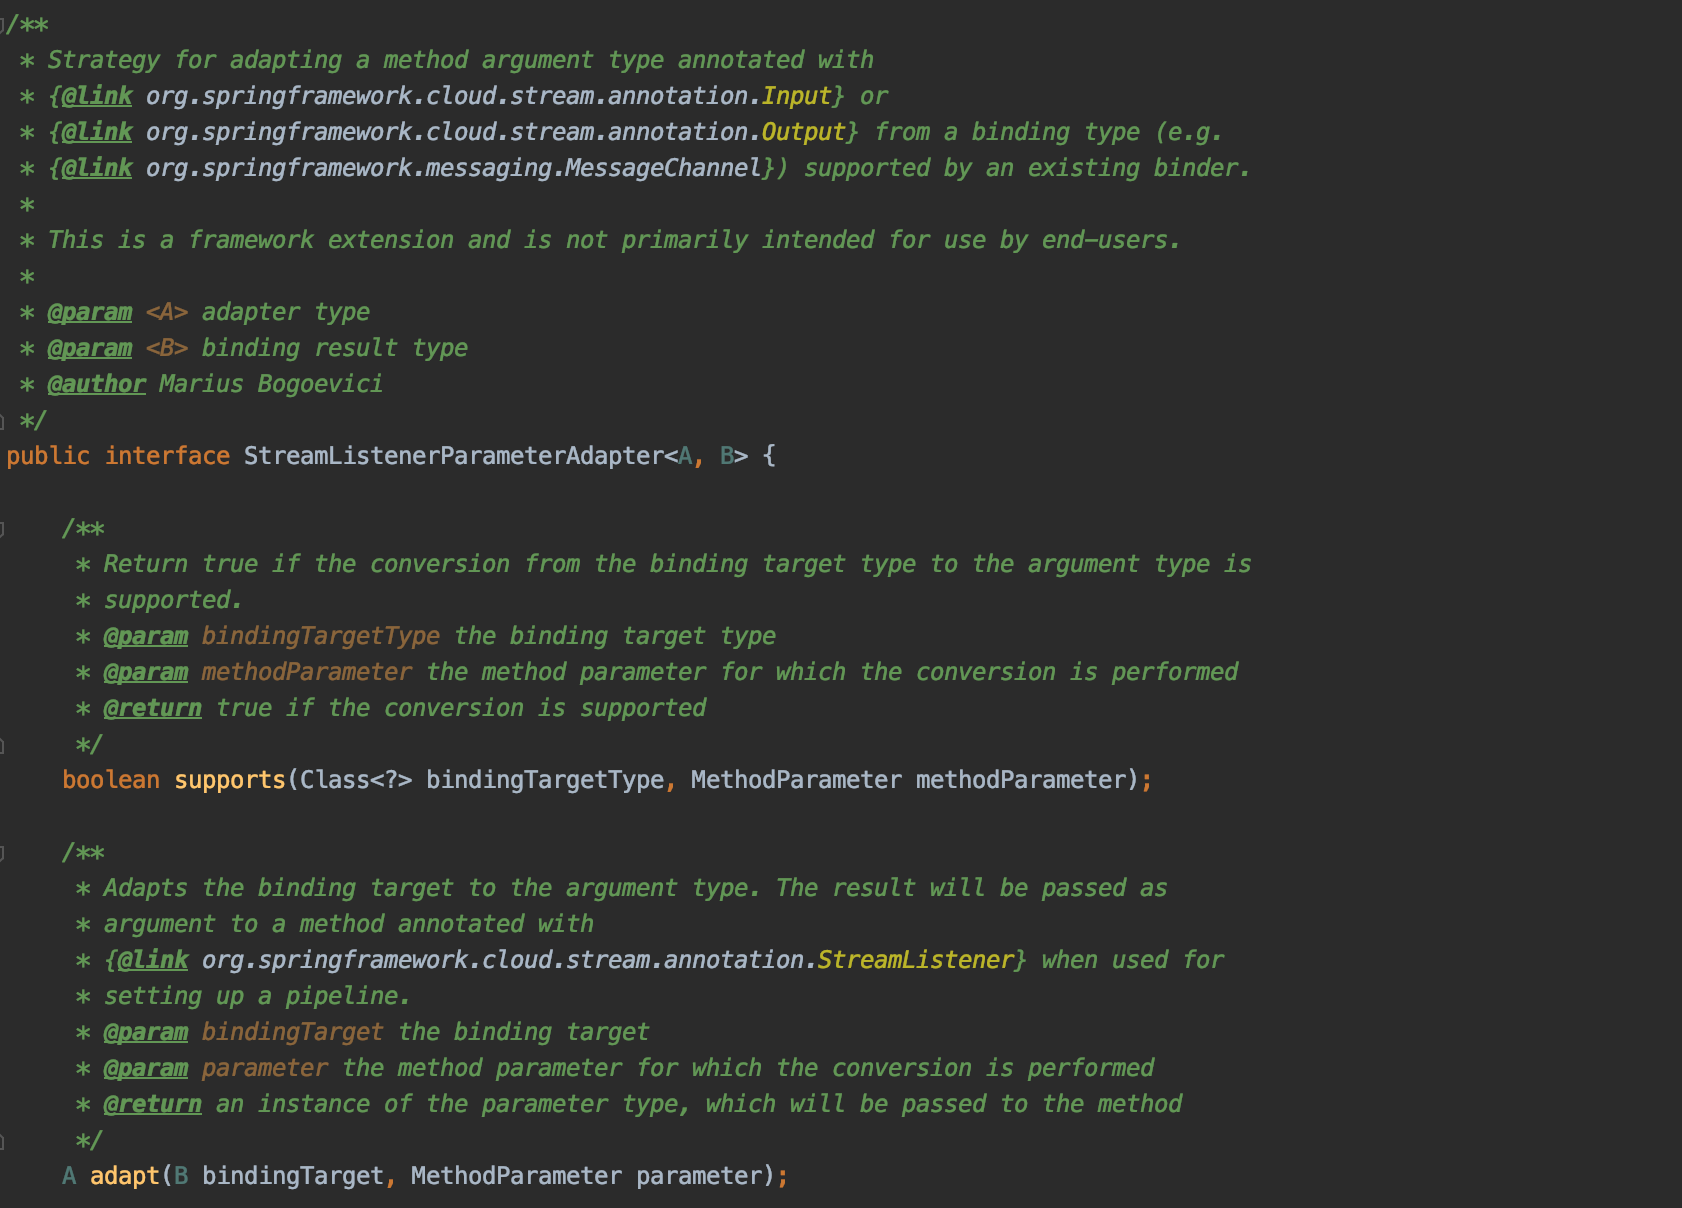 /**
 * Strategy for adapting a method argument type annotated with
 * {@link org.springframework.cloud.stream.annotation.Input} or
 * {@link org.springframework.cloud.stream.annotation.Output} from a binding type (e.g.
 * {@link org.springframework.messaging.MessageChannel}) supported by an existing binder.
 *
 * This is a framework extension and is not primarily intended for use by end-users.
 *
 * @param <A> adapter type
 * @param <B> binding result type
 * @author Marius Bogoevici
 */
public interface StreamListenerParameterAdapter<A, B> {
    /**
     * Return true if the conversion from the binding target type to the argument type is
     * supported.
     * @param bindingTargetType the binding target type
     * @param methodParameter the method parameter for which the conversion is performed
     * @return true if the conversion is supported
     */
    boolean supports(Class<?> bindingTargetType, MethodParameter methodParameter);
    /**
     * Adapts the binding target to the argument type. The result will be passed as
     * argument to a method annotated with
     * {@link org.springframework.cloud.stream.annotation.StreamListener} when used for
     * setting up a pipeline.
     * @param bindingTarget the binding target
     * @param parameter the method parameter for which the conversion is performed
     * @return an instance of the parameter type, which will be passed to the method
     */
    A adapt(B bindingTarget, MethodParameter parameter);